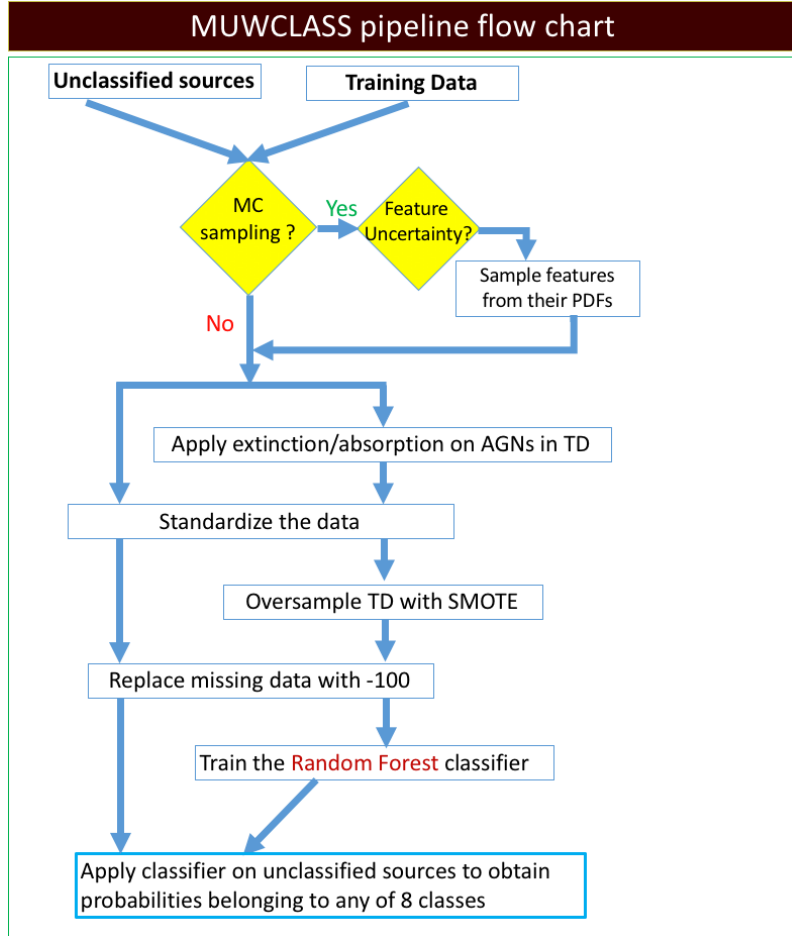 MUWCLASS pipeline flow chart
Unclassified sources
Training Data
MC
sampling ?
Yes
Feature
Uncertainty?
Sample features
from their PDFs
No
Apply extinction/absorption on AGNs in TD
Standardize the data
Oversample TD with SMOTE
Replace missing data with -100
Train the Random Forest classifier
Apply classifier on unclassified sources to obtain
probabilities belonging to any of 8 classes